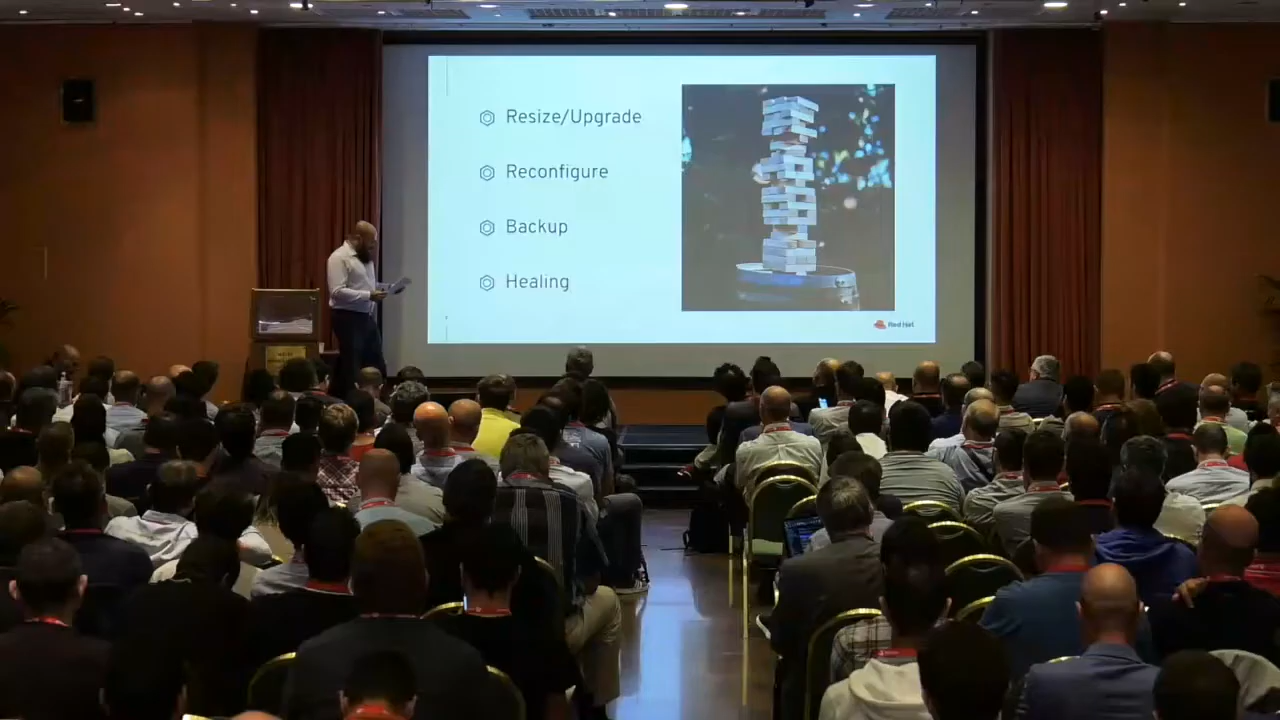 Resize/Upgrade
Reconfigure
Backup
Healing
Red Hat